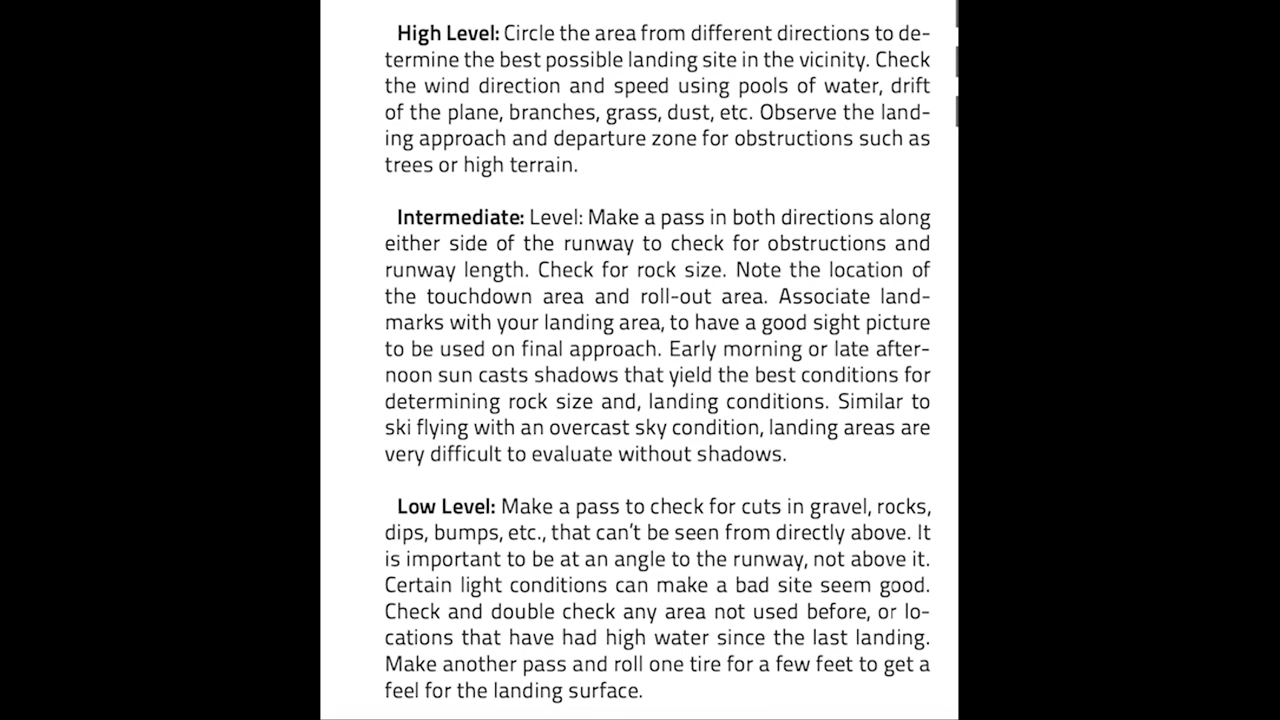 High Level: Circle the area from different directions to de-
termine the best possible landing site in the vicinity. Check
the wind direction and speed using pools of water, drift
of the plane, branches, grass, dust, etc. Observe the land-
ing approach and departure zone for obstructions such as
trees or high terrain.
Intermediate: Level: Make a pass in both directions along
either side of the runway to check for obstructions and
runway length. Check for rock size. Note the location of
the touchdown area and roll-out area. Associate land-
marks with your landing area, to have a good sight picture
to be used on final approach. Early morning or late after-
noon sun casts shadows that yield the best conditions for
determining rock size and, landing conditions. Similar to
ski flying with an overcast sky condition, landing areas are
very difficult to evaluate without shadows.
Low Level: Make a pass to check for cuts in gravel, rocks,
dips, bumps, etc., that can't be seen from directly above. It
is important to be at an angle to the runway, not above it.
Certain light conditions can make a bad site seem good.
Check and double check any area not used before, or lo-
cations that have had high water since the last landing.
Make another pass and roll one tire for a few feet to get a
feel for the landing surface.